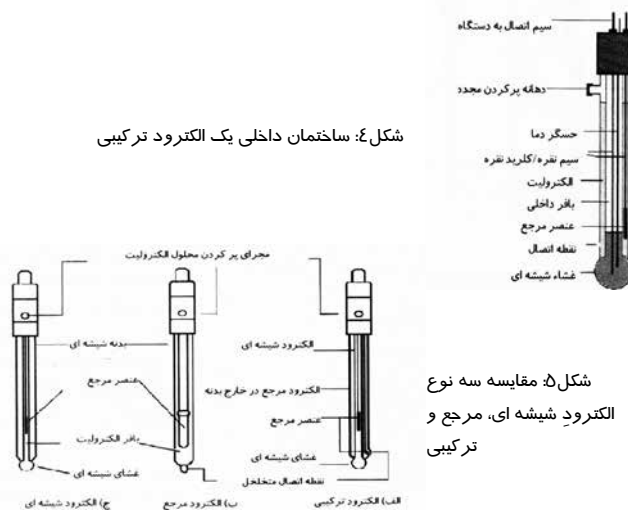 سیم اتصال به دستگاه
دهانه پرکردن مجدد
حسگر دما
سیم نقره/کلرید نقره
الکترولیت
بافر داخلی
عنصر مرجع
نقطه اتصال
غشاء شیشه ای
شکل٤: ساختمان داخلی یک الکترود ترکیبی
مجرای پر کردن محلول الکترولیت
بدنه شیشه ای
عنصر مرجع
بافر الکترولیت
غشای شیشه ای
الکترود شیشه ای
الکترود مرجع در خارج بدنه
عنصر مرجع
غشای شیشه ای
نقطه اتصال متخلخل
الف) الکترود ترکیبی
ب) الکترود مرجع
ج) الکترود شیشه ای
شکل۵: مقایسه سه نوع
الکترودِ شیشه ای، مرجع و
ترکیبی